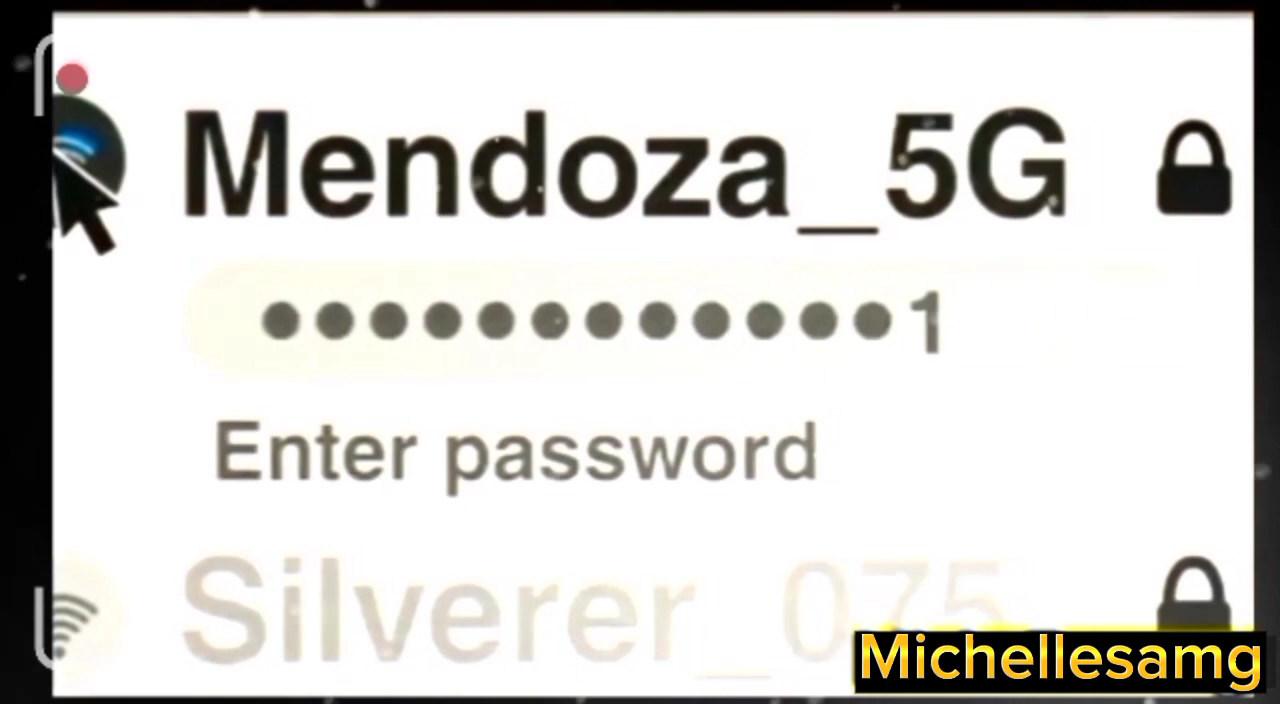 Mendoza_5G
••••••••••••1
Enter password
Silverer_075
Michellesamg